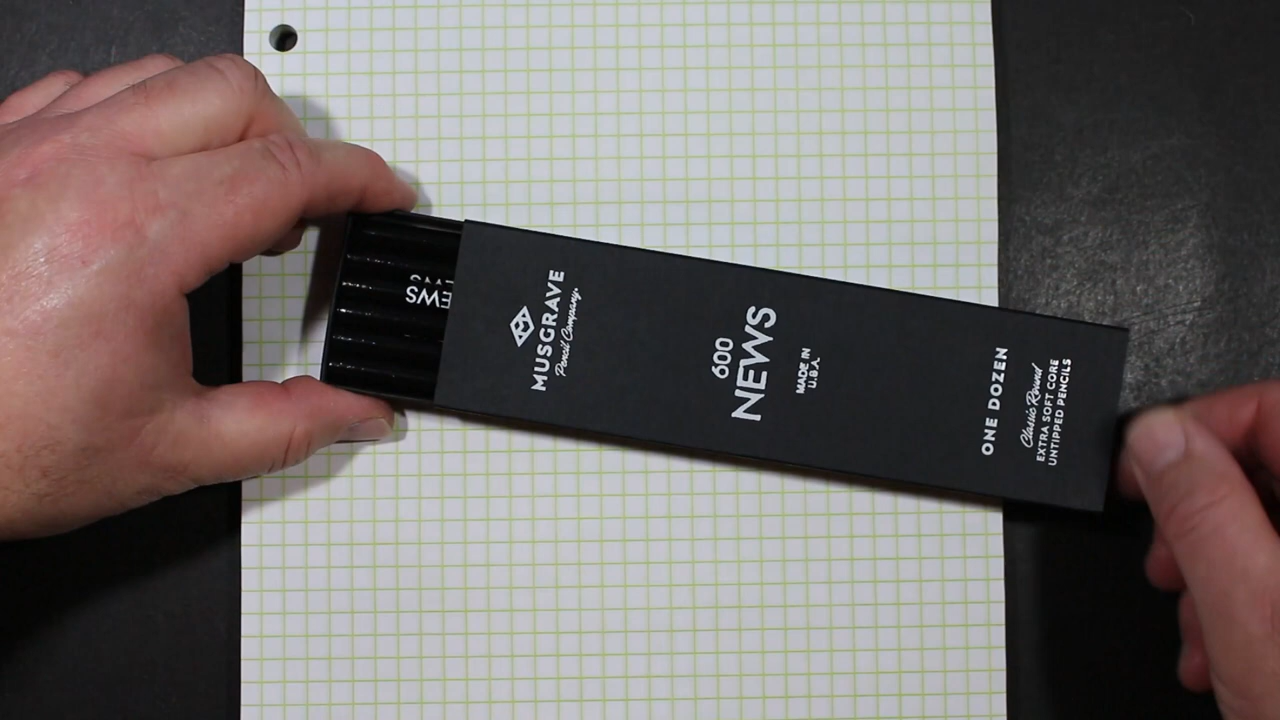 MUSGRAVE
Pencil Company.
600
NEWS
MADE IN
U.S.A.
ONE DOZEN
Classic Round
EXTRA SOFT CORE
UNTIPPED PENCILS
EWS